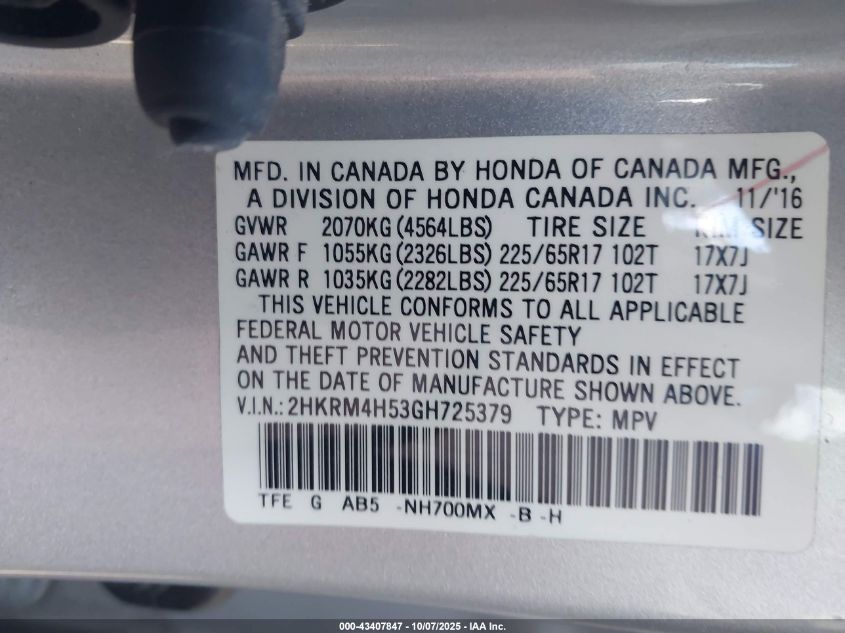 MFD. IN CANADA BY HONDA OF CANADA MFG.,
A DIVISION OF HONDA CANADA INC. 11/'16
GVWR 2070KG (4564LBS) TIRE SIZE RIM SIZE
GAWR F 1055KG (2326LBS) 225/65R17 102T 17X7J
GAWR R 1035KG (2282LBS) 225/65R17 102T 17X7J
THIS VEHICLE CONFORMS TO ALL APPLICABLE
FEDERAL MOTOR VEHICLE SAFETY
AND THEFT PREVENTION STANDARDS IN EFFECT
ON THE DATE OF MANUFACTURE SHOWN ABOVE.
V.I.N.: 2HKRM4H53GH725379 TYPE: MPV
TFE G AB5 -NH700MX -B -H
000-43407847 - 10/07/2025 - IAA Inc.